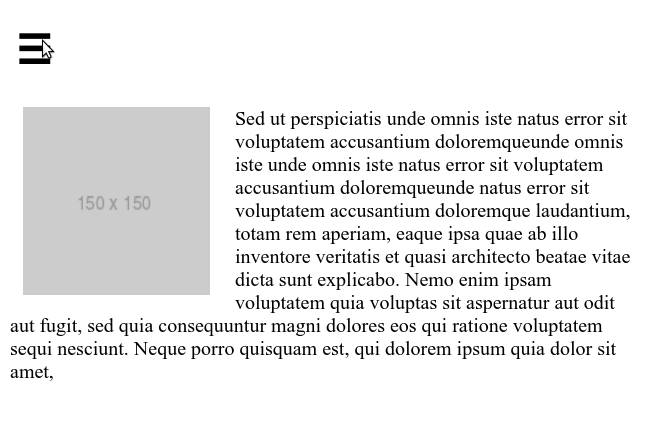 150 x 150
Sed ut perspiciatis unde omnis iste natus error sit
voluptatem accusantium doloremqueunde omnis
iste unde omnis iste natus error sit voluptatem
accusantium doloremqueunde natus error sit
voluptatem accusantium doloremque laudantium,
totam rem aperiam, eaque ipsa quae ab illo
inventore veritatis et quasi architecto beatae vitae
dicta sunt explicabo. Nemo enim ipsam
voluptatem quia voluptas sit aspernatur aut odit
aut fugit, sed quia consequuntur magni dolores eos qui ratione voluptatem
sequi nesciunt. Neque porro quisquam est, qui dolorem ipsum quia dolor sit
amet,